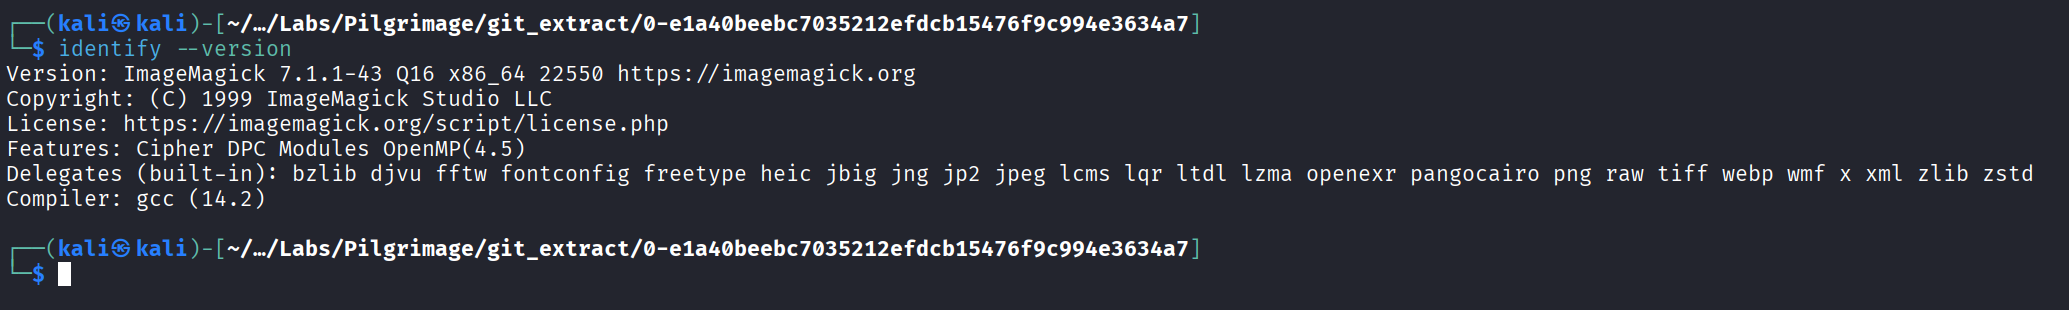 ┌──(kali㉿kali)-[~/…/Labs/Pilgrimage/git_extract/0-e1a40beebc7035212efdcb15476f9c994e3634a7]
└─$ identify --version
Version: ImageMagick 7.1.1-43 Q16 x86_64 22550 https://imagemagick.org
Copyright: (C) 1999 ImageMagick Studio LLC
License: https://imagemagick.org/script/license.php
Features: Cipher DPC Modules OpenMP(4.5)
Delegates (built-in): bzlib djvu fftw fontconfig freetype heic jbig jng jp2 jpeg lcms lqr ltdl lzma openexr pangocairo png raw tiff webp wmf x xml zlib zstd
Compiler: gcc (14.2)
┌──(kali㉿kali)-[~/…/Labs/Pilgrimage/git_extract/0-e1a40beebc7035212efdcb15476f9c994e3634a7]
└─$